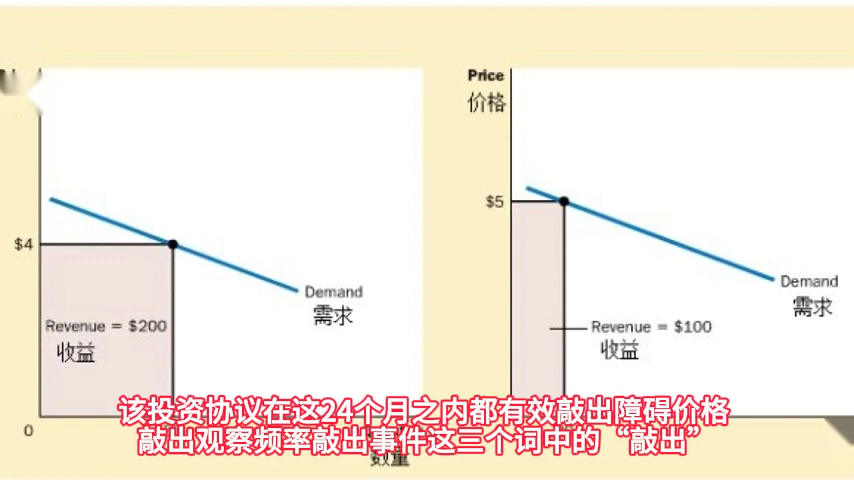 Price
价格
$5
$4
Demand
需求
Demand
需求
Revenue = $200
收益
Revenue = $100
收益
该投资协议在这24个月之内都有效敲出障碍价格
0
敲出观察频率敲出事件这三个词中的“敲出”
数量